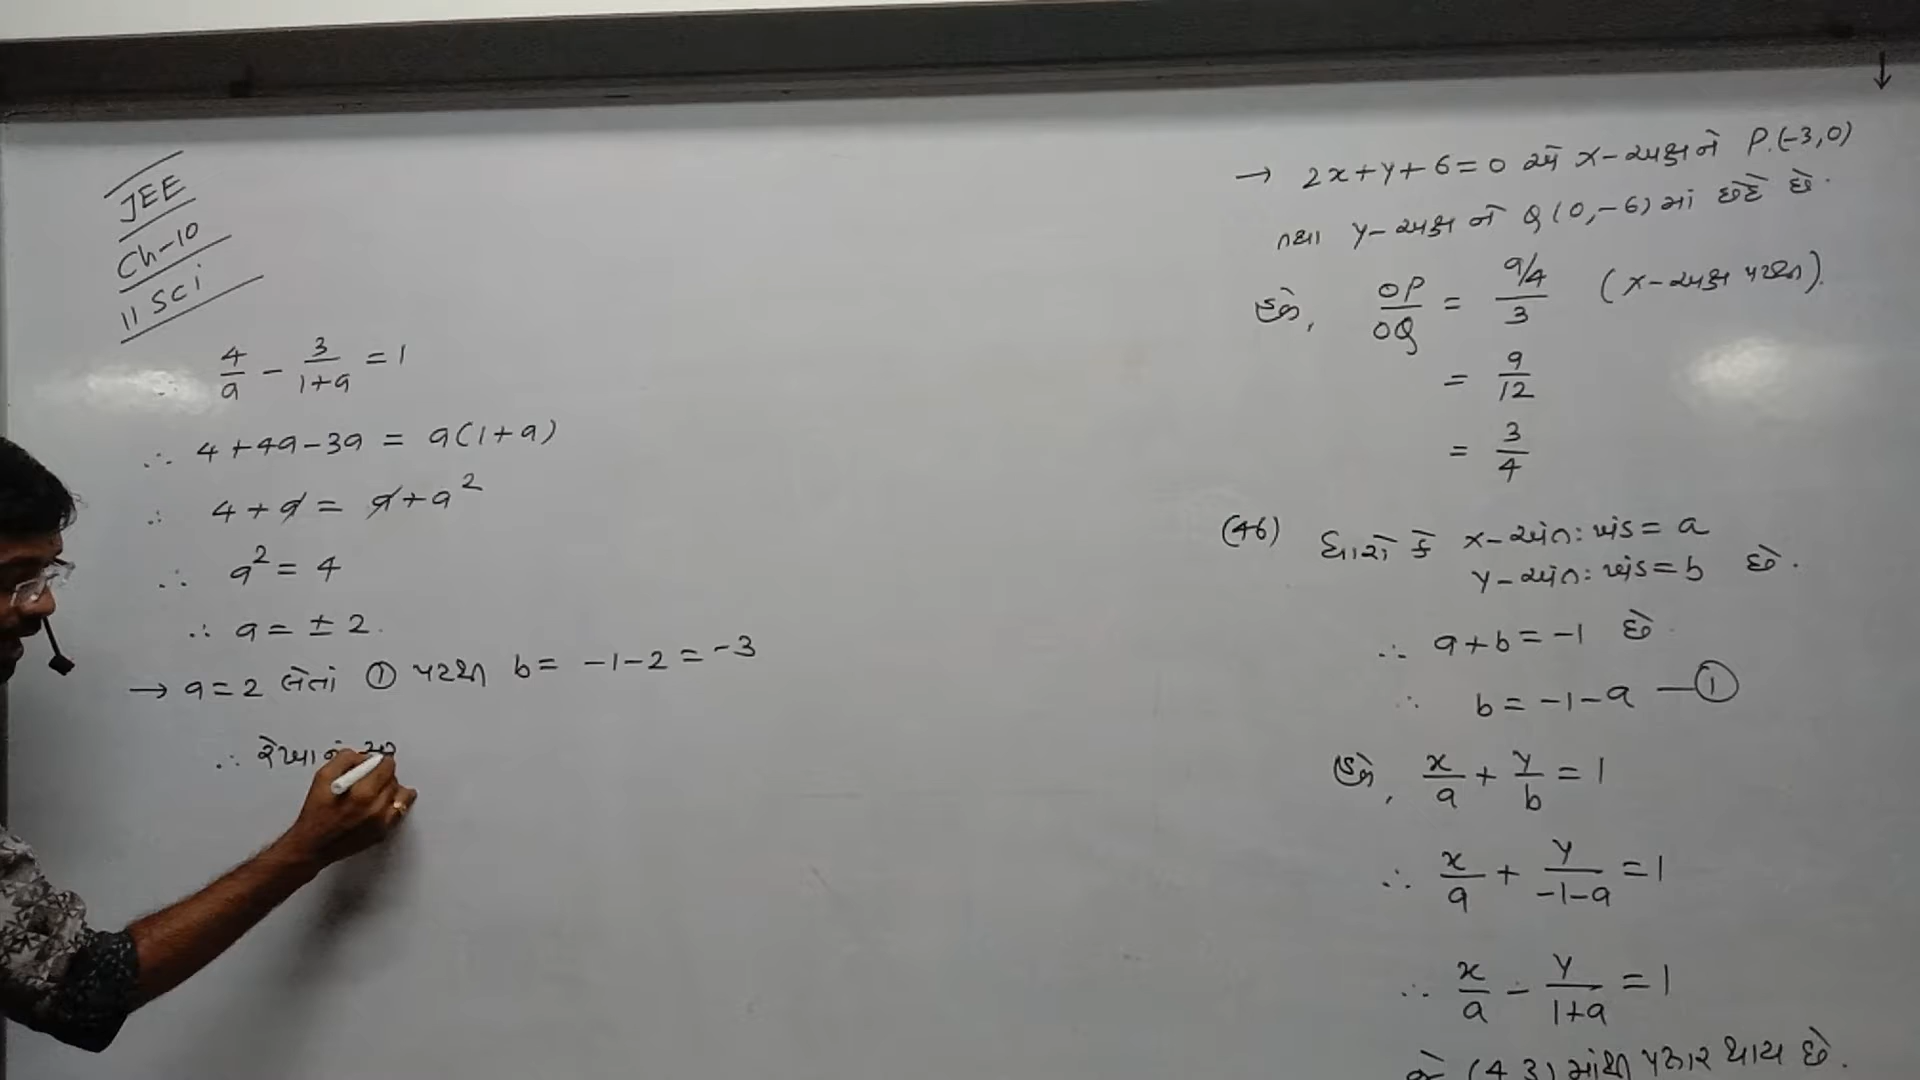 JEE
Ch-10
11 Sci
∴ 4/a - 3/1+a = 1
∴ 4+4a-3a = a(1+a)
∴ 4+a = a+a²
∴ a² = 4
∴ a = ± 2.
→ a=2 લેતાં ① પરથી b = -1-2 = -3
∴ રેખાનું
→ 2x+y+6=0 એ x-અક્ષને P(-3,0)
તથા y-અક્ષ ને Q(0,-6)માં છેદે છે.
હવે, OP/OQ = 9/4/3 (x-અક્ષ પરથી).
= 9/12
= 3/4
(46) ધારો કે x-અંત:ખંડ = a
y-અંત:ખંડ = b છે.
∴ a+b = -1 છે
∴ b = -1-a —①
હવે, x/a + y/b = 1
∴ x/a + y/-1-a = 1
∴ x/a - y/1+a = 1
(4,3)માંથી પસાર થાય છે.